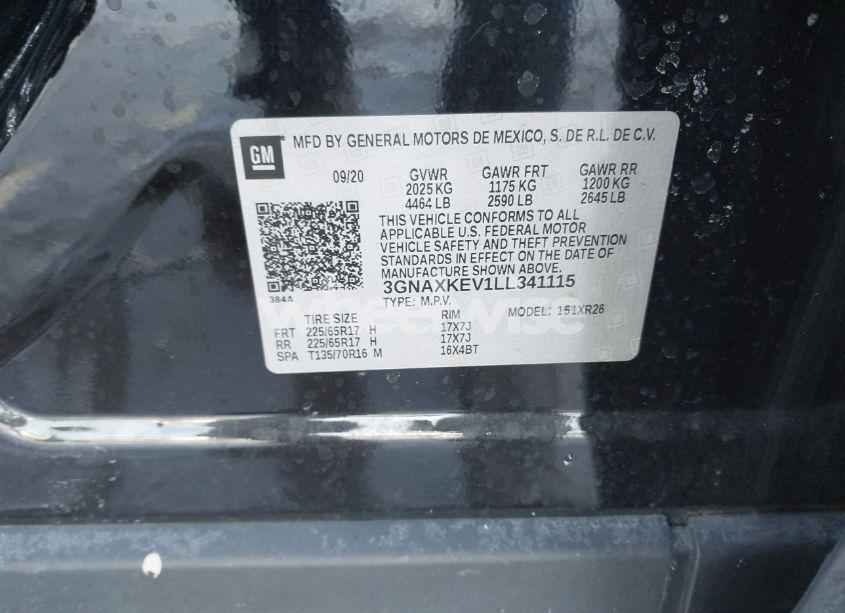 GM MFD BY GENERAL MOTORS DE MEXICO, S. DE R.L. DE C.V.
09/20 GVWR GAWR FRT GAWR RR
2025 KG 1175 KG 1200 KG
4464 LB 2590 LB 2645 LB
THIS VEHICLE CONFORMS TO ALL
APPLICABLE U.S. FEDERAL MOTOR
VEHICLE SAFETY AND THEFT PREVENTION
STANDARDS IN EFFECT ON THE DATE OF
MANUFACTURE SHOWN ABOVE.
384A 3GNAXKEV1LL341115
TYPE: M.P.V. MODEL: 151XR26
TIRE SIZE RIM
FRT 225/65R17 H 17X7J
RR 225/65R17 H 17X7J
SPA T135/70R16 M 16X4BT